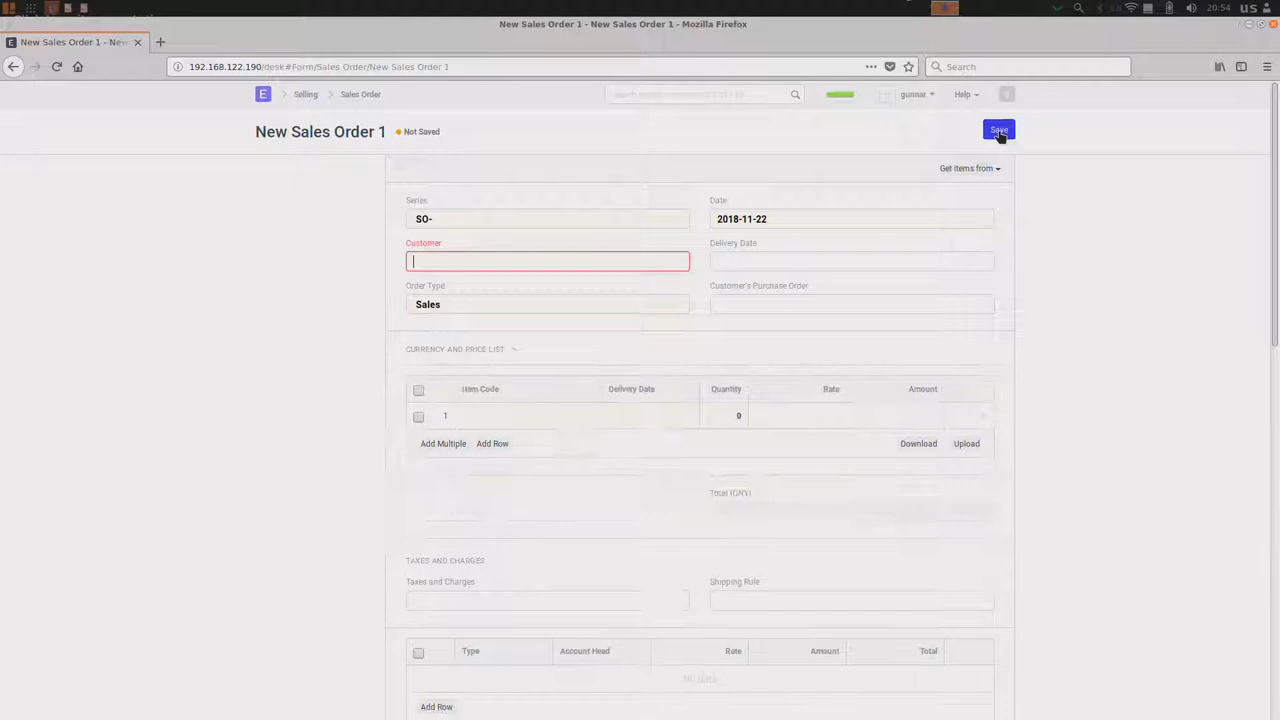 20:54 us
New Sales Order 1 - New Sales Order 1 - Mozilla Firefox
E New Sales Order 1 - New
192.168.122.190/desk#Form/Sales Order/New Sales Order 1
Search
E Selling Sales Order
gunnar Help
New Sales Order 1 Not Saved Save
Get items from
Series Date
SO- 2018-11-22
Customer Delivery Date
Order Type Customer's Purchase Order
Sales
CURRENCY AND PRICE LIST
Item Code Delivery Date Quantity Rate Amount
1 0
Add Multiple Add Row Download Upload
Total (CNY)
TAXES AND CHARGES
Taxes and Charges Shipping Rule
Type Account Head Rate Amount Total
No Data
Add Row